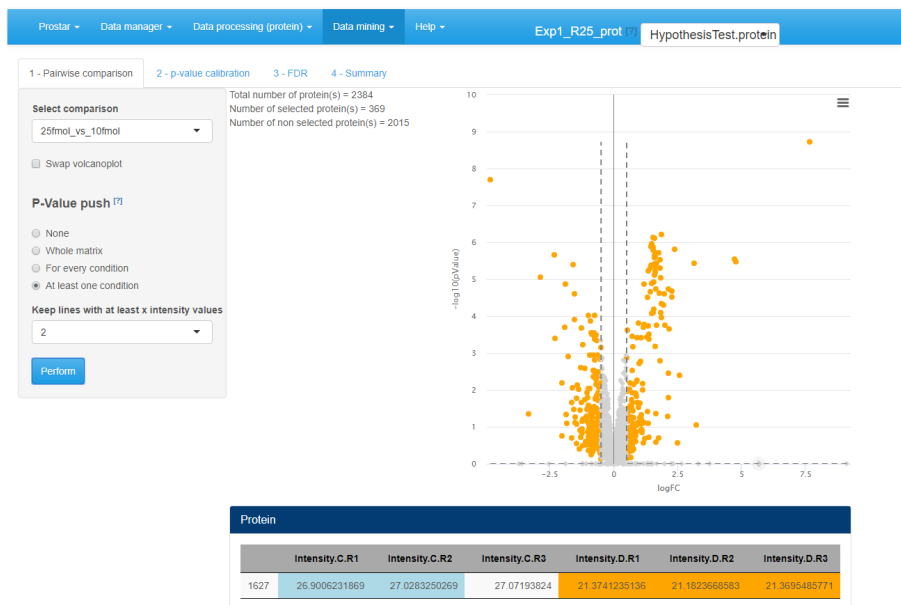 Prostar Data manager Data processing (protein) Data mining Help Exp1_R25_prot [?] HypothesisTest.protein
1 - Pairwise comparison 2 - p-value calibration 3 - FDR 4 - Summary
Select comparison
25fmol_vs_10fmol
Swap volcanoplot
P-Value push [?]
None
Whole matrix
For every condition
At least one condition
Keep lines with at least x intensity values
2
Perform
Total number of protein(s) = 2384
Number of selected protein(s) = 369
Number of non selected protein(s) = 2015
10
9
8
7
6
5
4
3
2
1
0
-log10(pValue)
−2.5 0 2.5 5 7.5
logFC
Protein
Intensity.C.R1 Intensity.C.R2 Intensity.C.R3 Intensity.D.R1 Intensity.D.R2 Intensity.D.R3
1627 26.9006231869 27.0283250269 27.07193824 21.3741235136 21.1823668583 21.3695485771